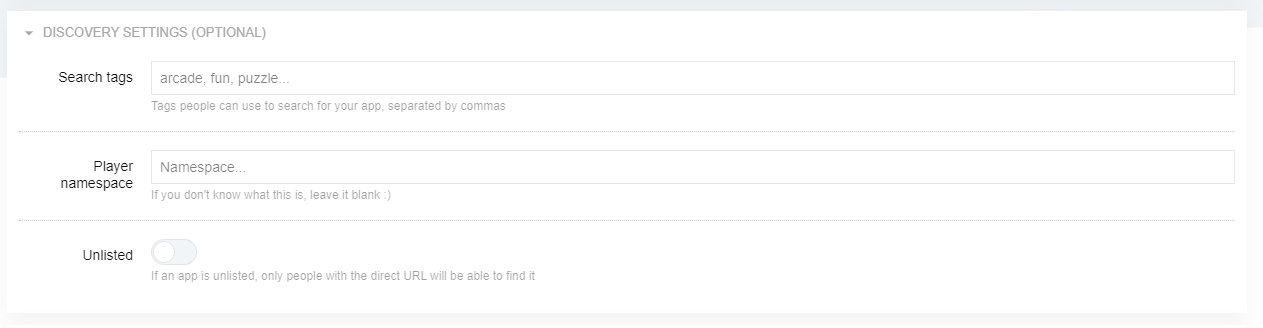 DISCOVERY SETTINGS (OPTIONAL)
Search tags
arcade, fun, puzzle...
Tags people can use to search for your app, separated by commas
Player
namespace
Namespace...
If you don't know what this is, leave it blank :)
Unlisted
If an app is unlisted, only people with the direct URL will be able to find it